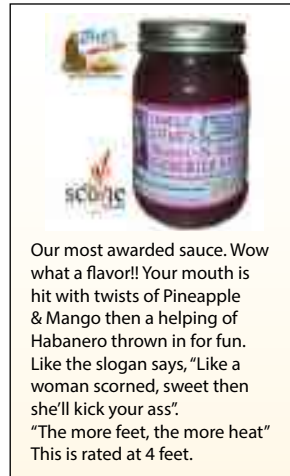 Our most awarded sauce. Wow
what a flavor!! Your mouth is
hit with twists of Pineapple
& Mango then a helping of
Habanero thrown in for fun.
Like the slogan says, “Like a
woman scorned, sweet then
she’ll kick your ass”.
“The more feet, the more heat”
This is rated at 4 feet.